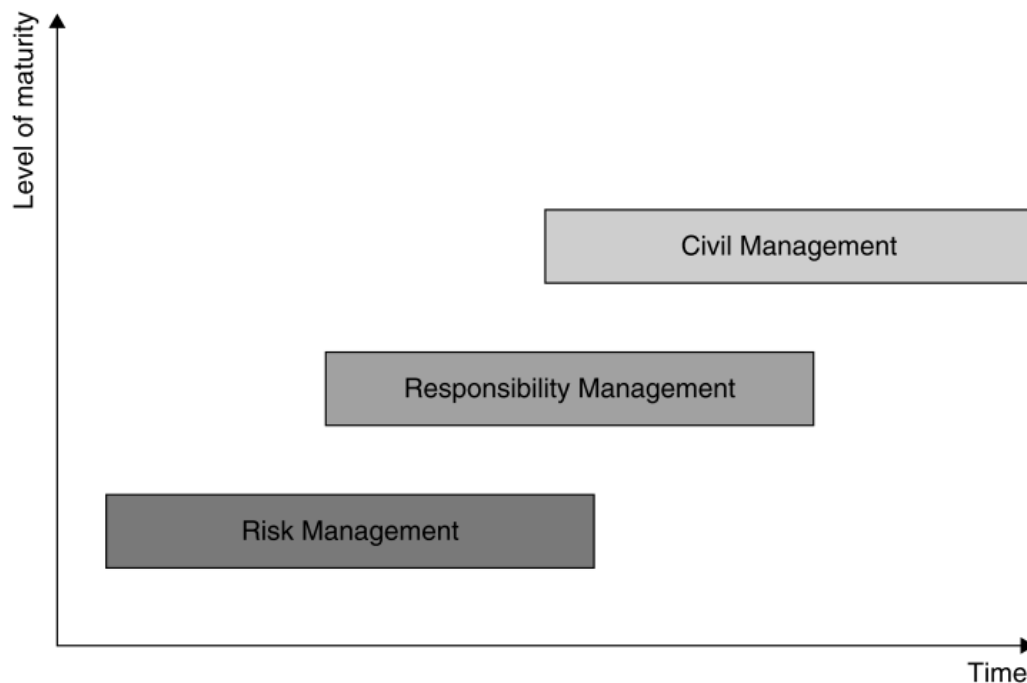 Level of maturity
Civil Management
Responsibility Management
Risk Management
Time